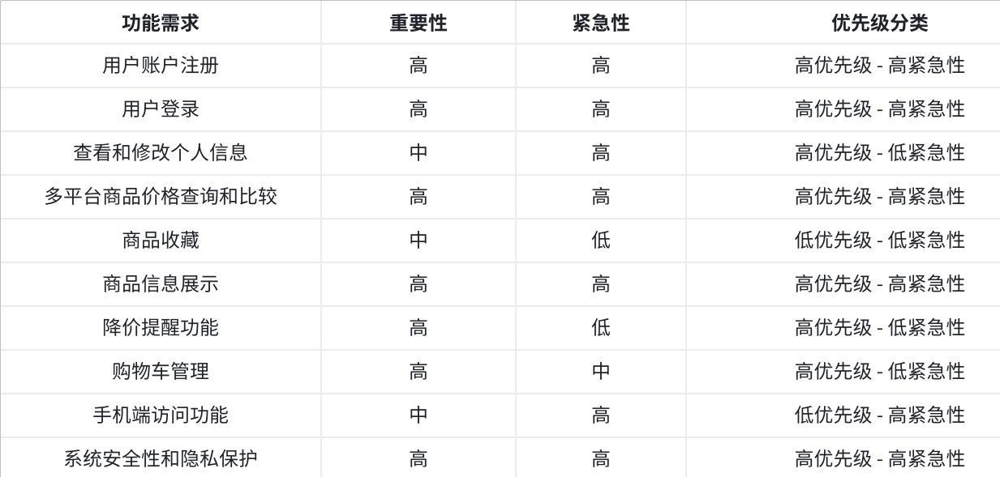 功能需求 重要性 紧急性 优先级分类
用户账户注册 高 高 高优先级 - 高紧急性
用户登录 高 高 高优先级 - 高紧急性
查看和修改个人信息 中 高 高优先级 - 低紧急性
多平台商品价格查询和比较 高 高 高优先级 - 高紧急性
商品收藏 中 低 低优先级 - 低紧急性
商品信息展示 高 高 高优先级 - 高紧急性
降价提醒功能 高 低 高优先级 - 低紧急性
购物车管理 高 中 高优先级 - 低紧急性
手机端访问功能 中 高 低优先级 - 高紧急性
系统安全性和隐私保护 高 高 高优先级 - 高紧急性